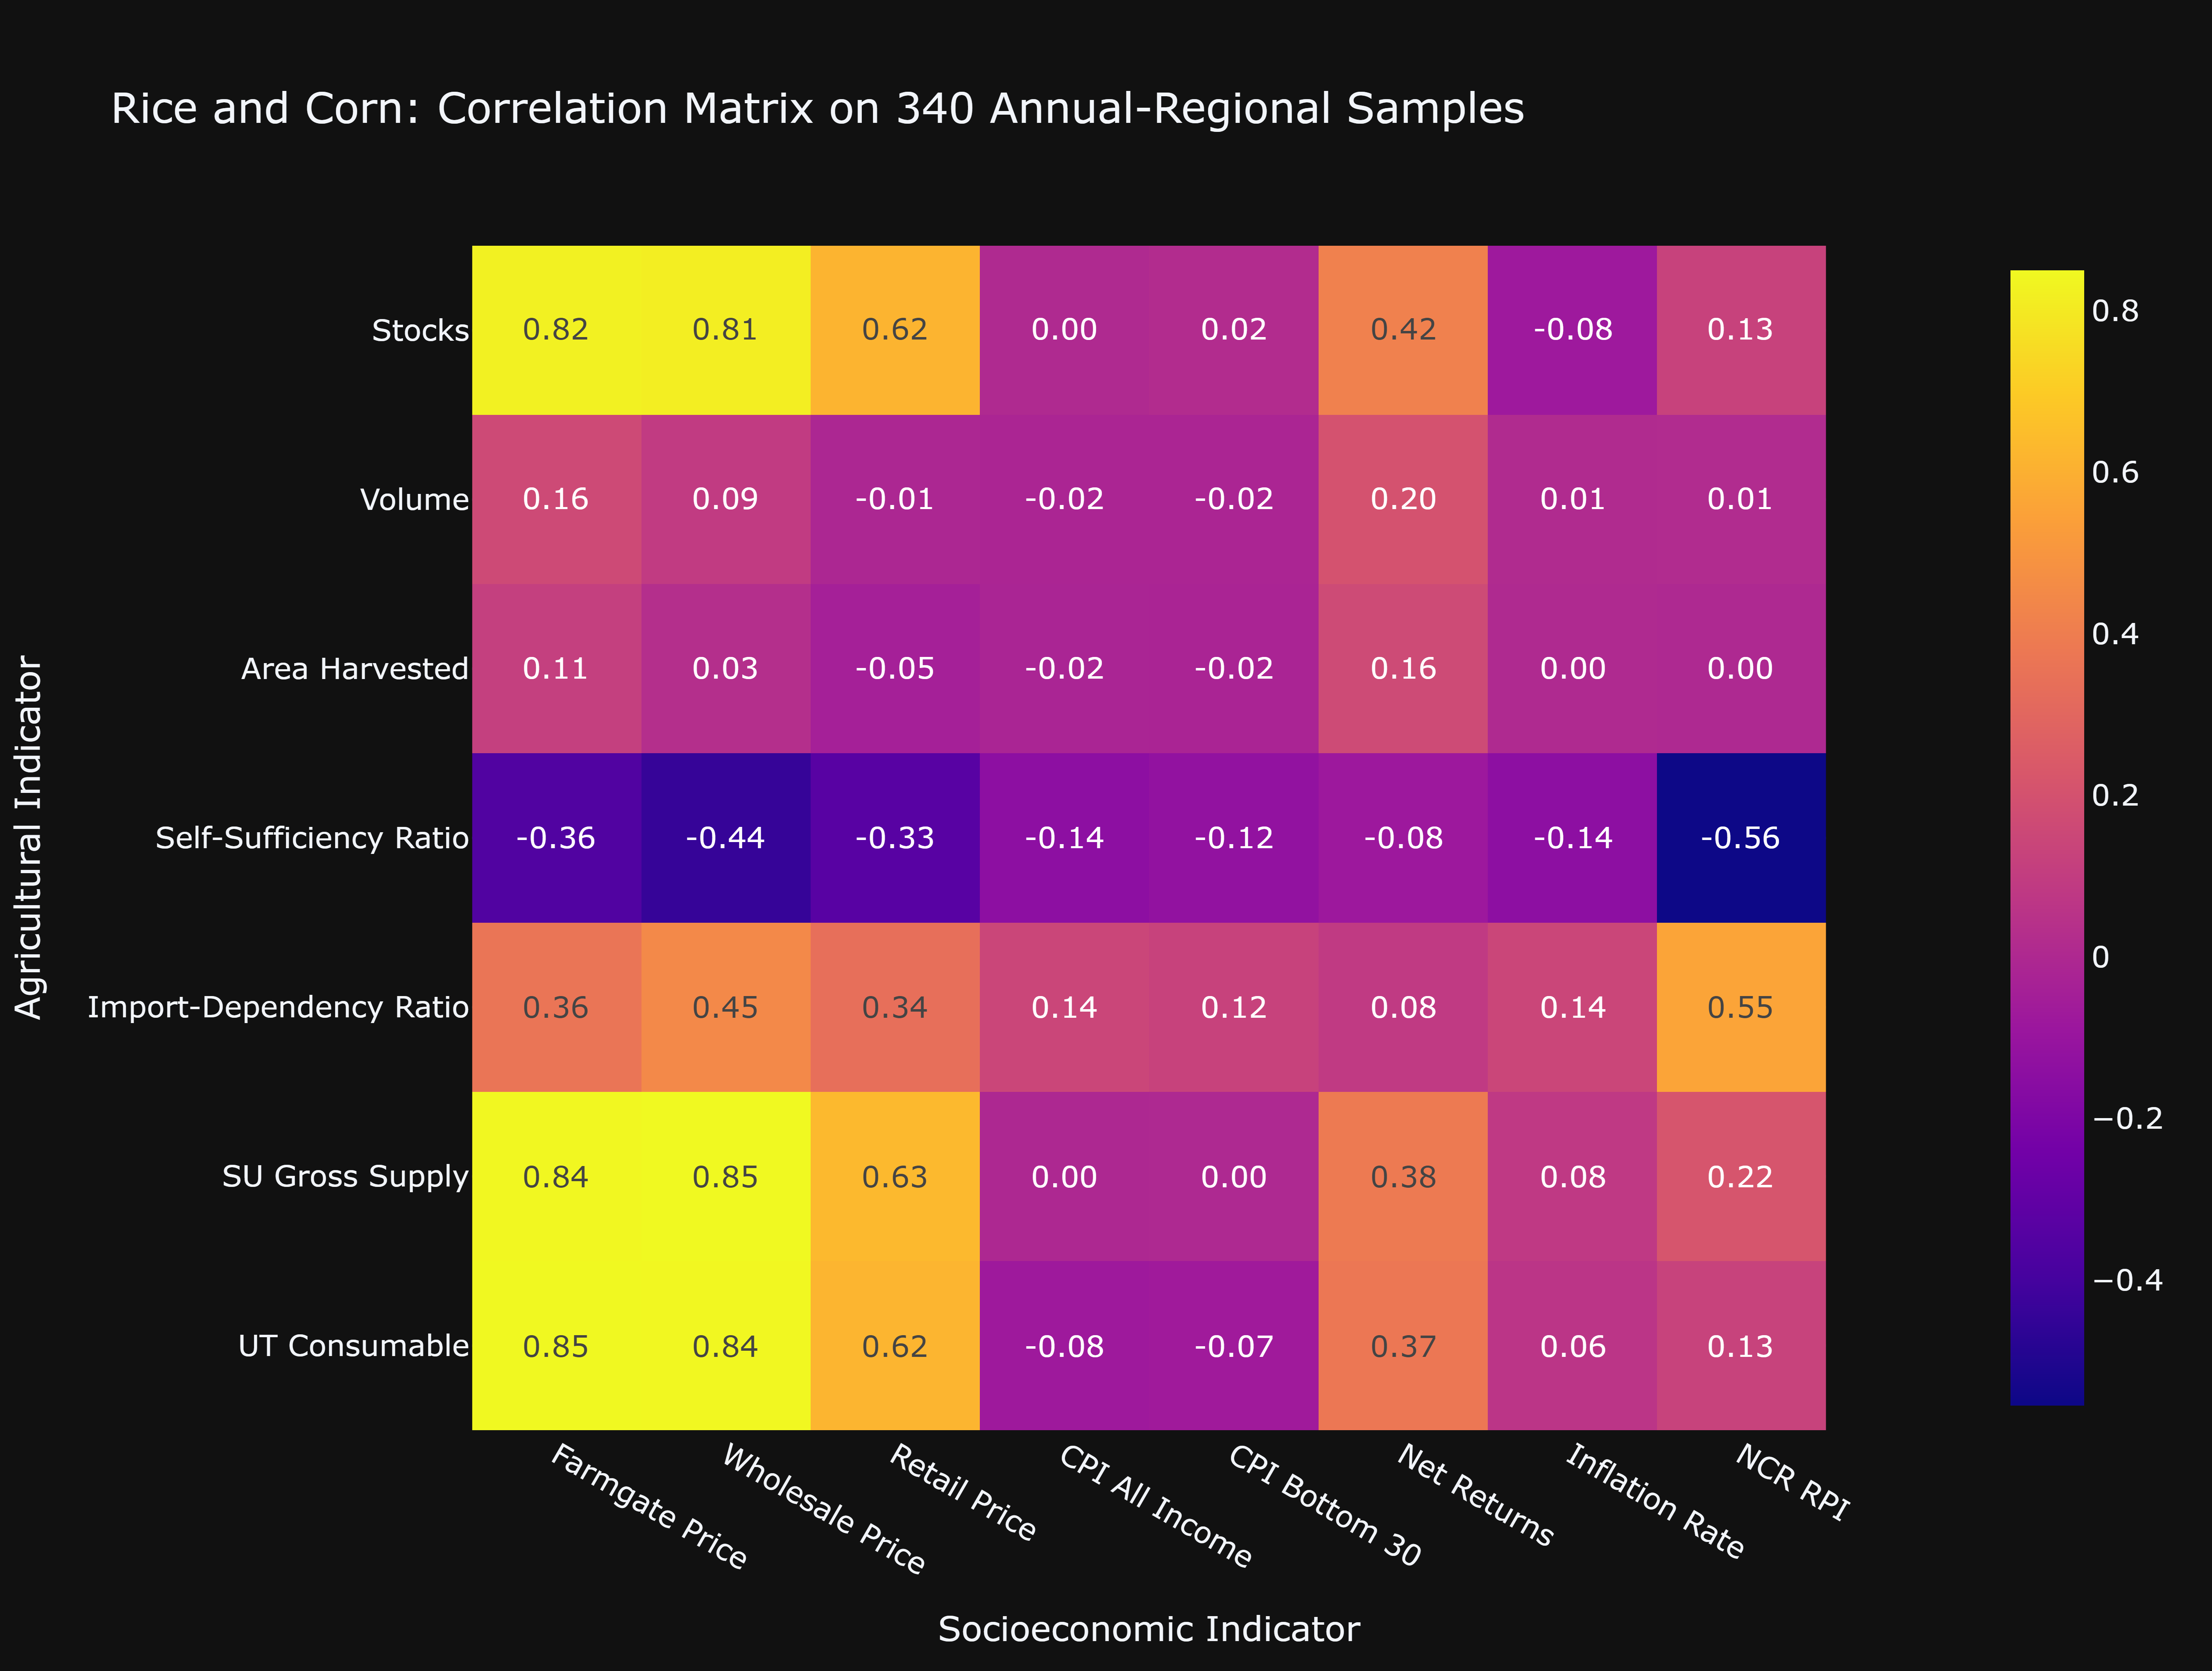 Rice and Corn: Correlation Matrix on 340 Annual-Regional Samples
Agricultural Indicator
Stocks 0.82 0.81 0.62 0.00 0.02 0.42 -0.08 0.13
Volume 0.16 0.09 -0.01 -0.02 -0.02 0.20 0.01 0.01
Area Harvested 0.11 0.03 -0.05 -0.02 -0.02 0.16 0.00 0.00
Self-Sufficiency Ratio -0.36 -0.44 -0.33 -0.14 -0.12 -0.08 -0.14 -0.56
Import-Dependency Ratio 0.36 0.45 0.34 0.14 0.12 0.08 0.14 0.55
SU Gross Supply 0.84 0.85 0.63 0.00 0.00 0.38 0.08 0.22
UT Consumable 0.85 0.84 0.62 -0.08 -0.07 0.37 0.06 0.13
Farmgate Price
Wholesale Price
Retail Price
CPI All Income
CPI Bottom 30
Net Returns
Inflation Rate
NCR RPI
Socioeconomic Indicator
0.8
0.6
0.4
0.2
0
−0.2
−0.4